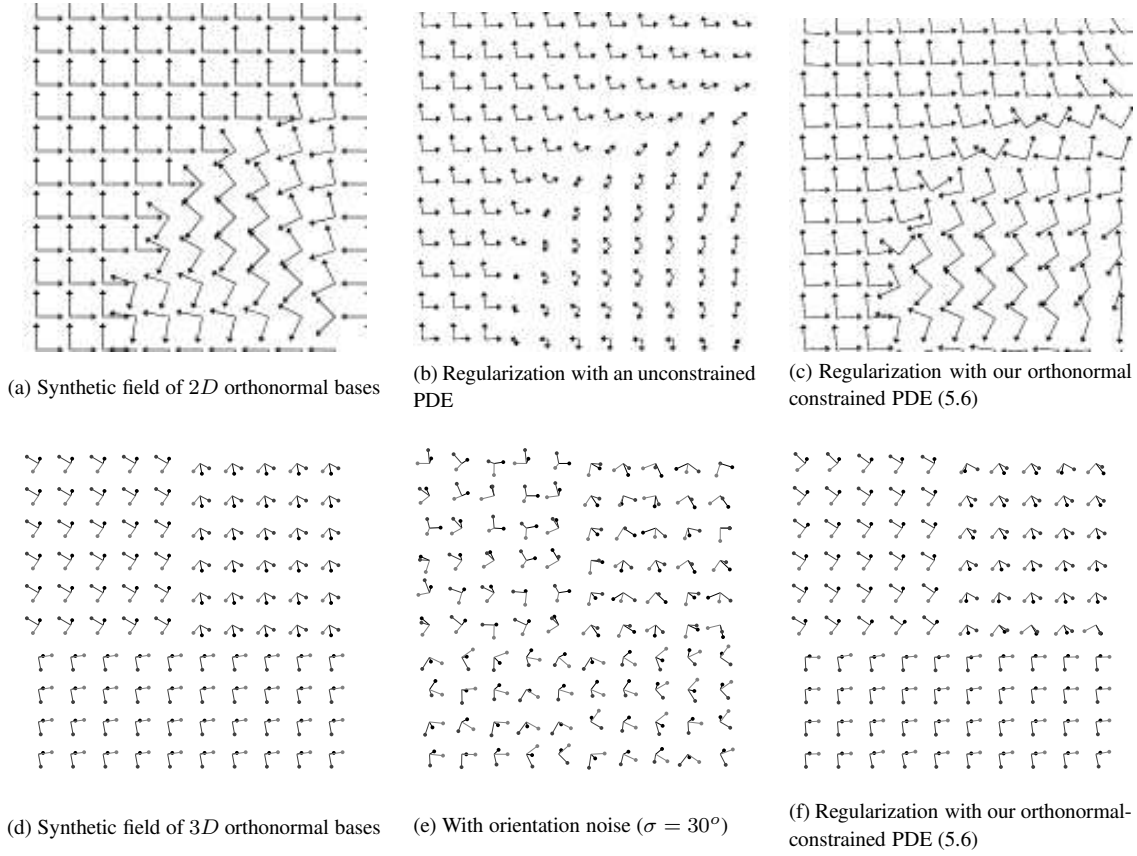 (a) Synthetic field of 2D orthonormal bases
(b) Regularization with an unconstrained
PDE
(c) Regularization with our orthonormal
constrained PDE (5.6)
(d) Synthetic field of 3D orthonormal bases
(e) With orientation noise (σ = 30°)
(f) Regularization with our orthonormal-
constrained PDE (5.6)